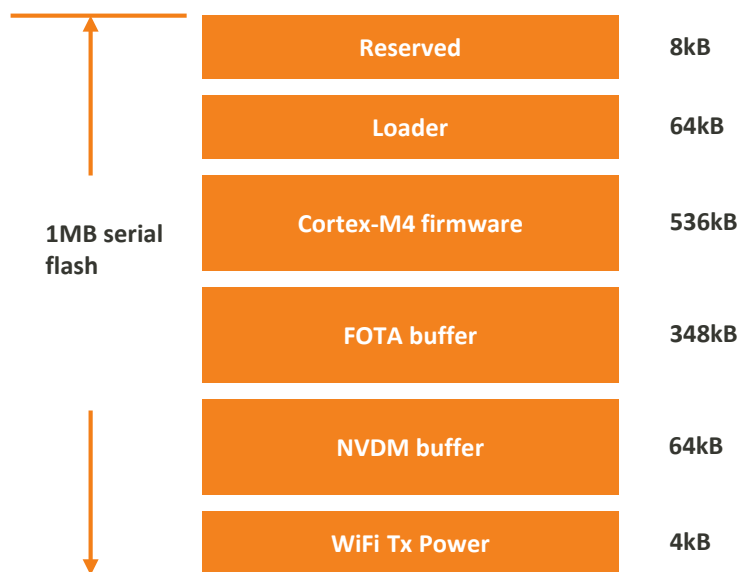 Reserved 8kB
Loader 64kB
Cortex-M4 firmware 536kB
1MB serial
flash
FOTA buffer 348kB
NVDM buffer 64kB
WiFi Tx Power 4kB